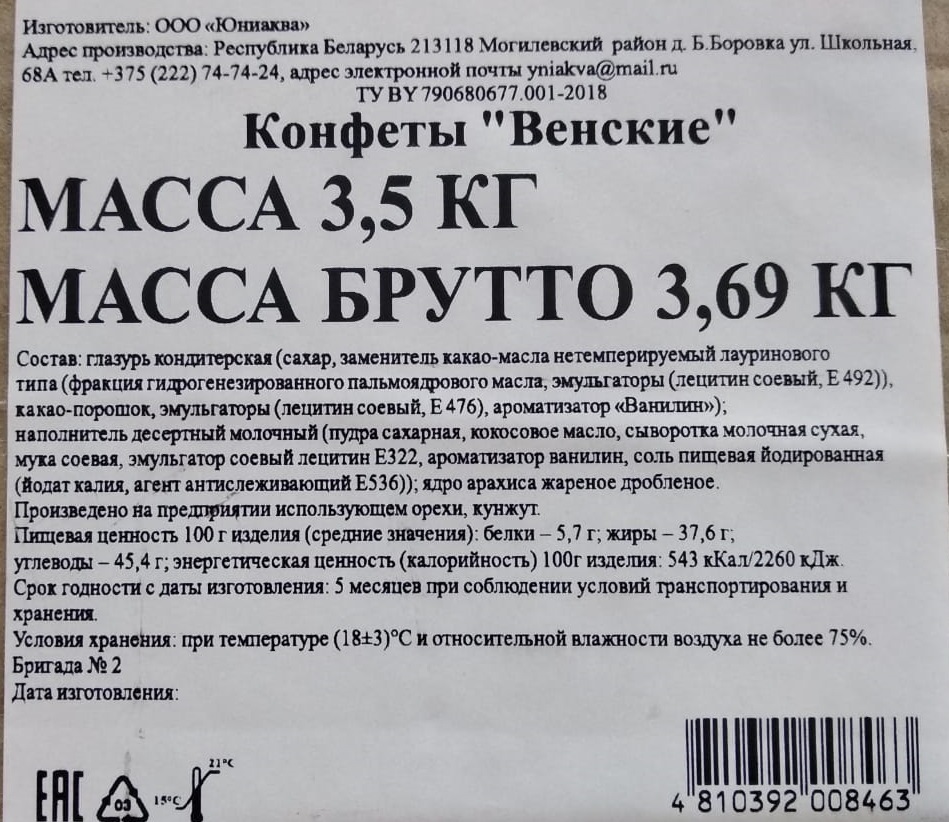 Изготовитель: ООО «Юниаква»
Адрес производства: Республика Беларусь 213118 Могилевский район д. Б.Боровка ул. Школьная,
68А тел. +375 (222) 74-74-24, адрес электронной почты yniakva@mail.ru
ТУ BY 790680677.001-2018
Конфеты "Венские"
МАССА 3,5 КГ
МАССА БРУТТО 3,69 КГ
Состав: глазурь кондитерская (сахар, заменитель какао-масла нетемперируемый лауринового
типа (фракция гидрогенезированного пальмоядрового масла, эмульгаторы (лецитин соевый, Е 492)),
какао-порошок, эмульгаторы (лецитин соевый, Е 476), ароматизатор «Ванилин»);
наполнитель десертный молочный (пудра сахарная, кокосовое масло, сыворотка молочная сухая,
мука соевая, эмульгатор соевый лецитин Е322, ароматизатор ванилин, соль пищевая йодированная
(йодат калия, агент антислеживающий Е536)); ядро арахиса жареное дробленое.
Произведено на предприятии использующем орехи, кунжут.
Пищевая ценность 100 г изделия (средние значения): белки – 5,7 г; жиры – 37,6 г;
углеводы – 45,4 г; энергетическая ценность (калорийность) 100г изделия: 543 кКал/2260 кДж.
Срок годности с даты изготовления: 5 месяцев при соблюдении условий транспортирования и
хранения.
Условия хранения: при температуре (18±3)°С и относительной влажности воздуха не более 75%.
Бригада № 2
Дата изготовления:
21°C
EAC 03 15°C
4 810392 008463